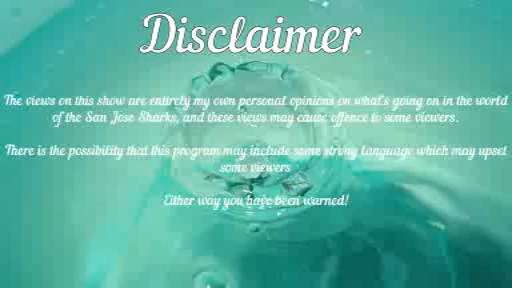 Disclaimer
The views on this show are entirely my own personal opinions on what's going on in the world
of the San Jose Sharks, and these views may cause offence to some viewers.
There is the possibility that this program may include some strong language which may upset
some viewers
Either way you have been warned!